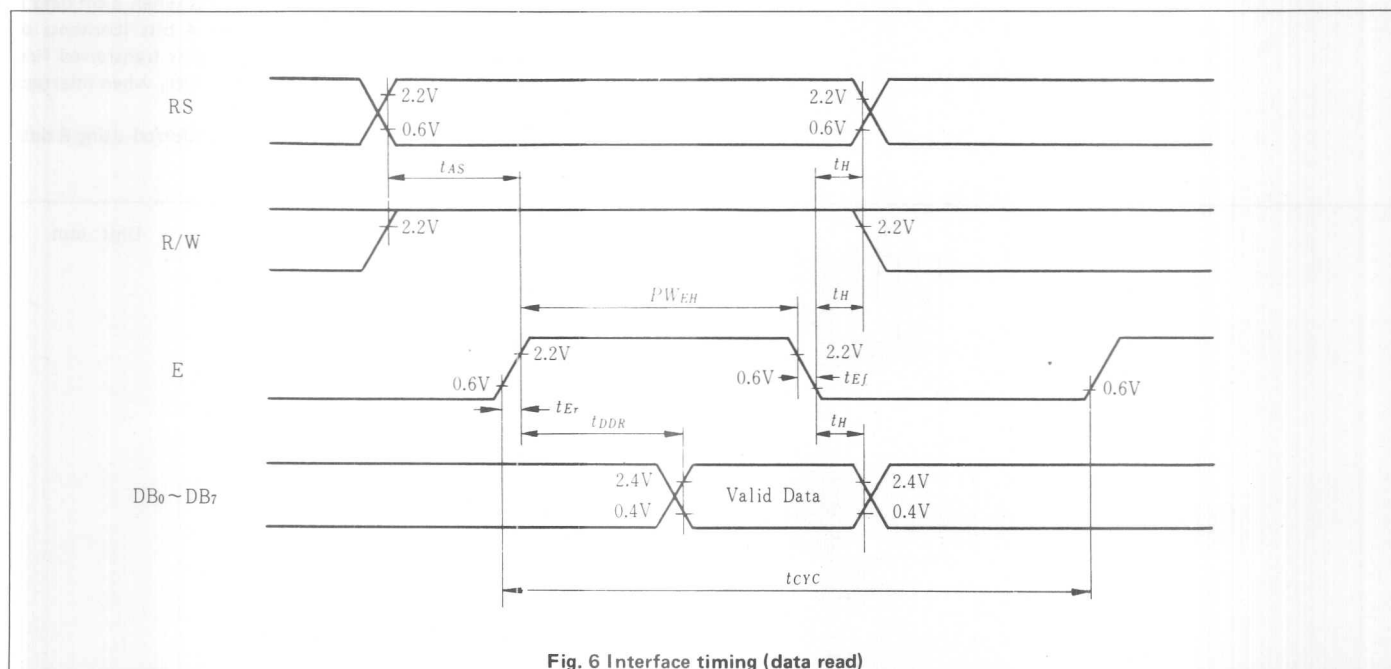 RS
2.2V
0.6V
2.2V
0.6V
tAS
tH
R/W
2.2V
2.2V
PWEH
tH
E
2.2V
0.6V
2.2V
0.6V
tEf
0.6V
tEr
tDDR
tH
DB0~DB7
2.4V
0.4V
Valid Data
2.4V
0.4V
tCYC
Fig. 6 Interface timing (data read)